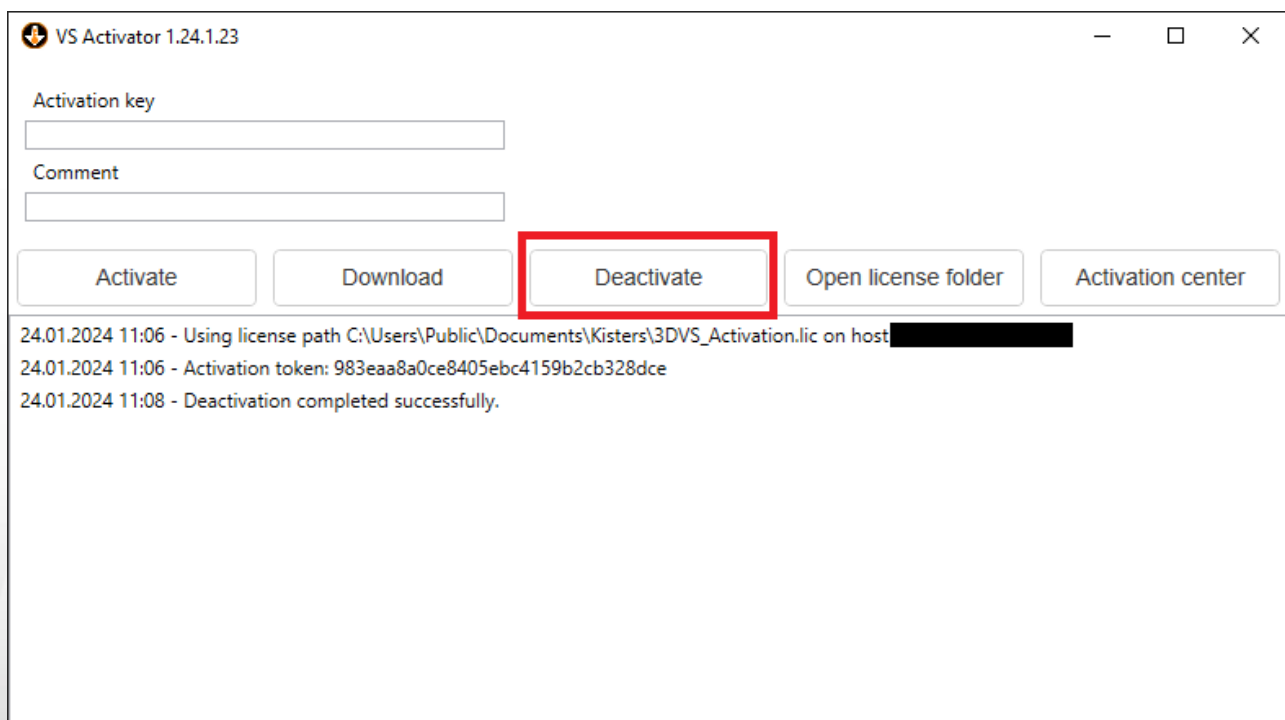 VS Activator 1.24.1.23
Activation key
Comment
Activate Download Deactivate Open license folder Activation center
24.01.2024 11:06 - Using license path C:\Users\Public\Documents\Kisters\3DVS_Activation.lic on host
24.01.2024 11:06 - Activation token: 983eaa8a0ce8405ebc4159b2cb328dce
24.01.2024 11:08 - Deactivation completed successfully.